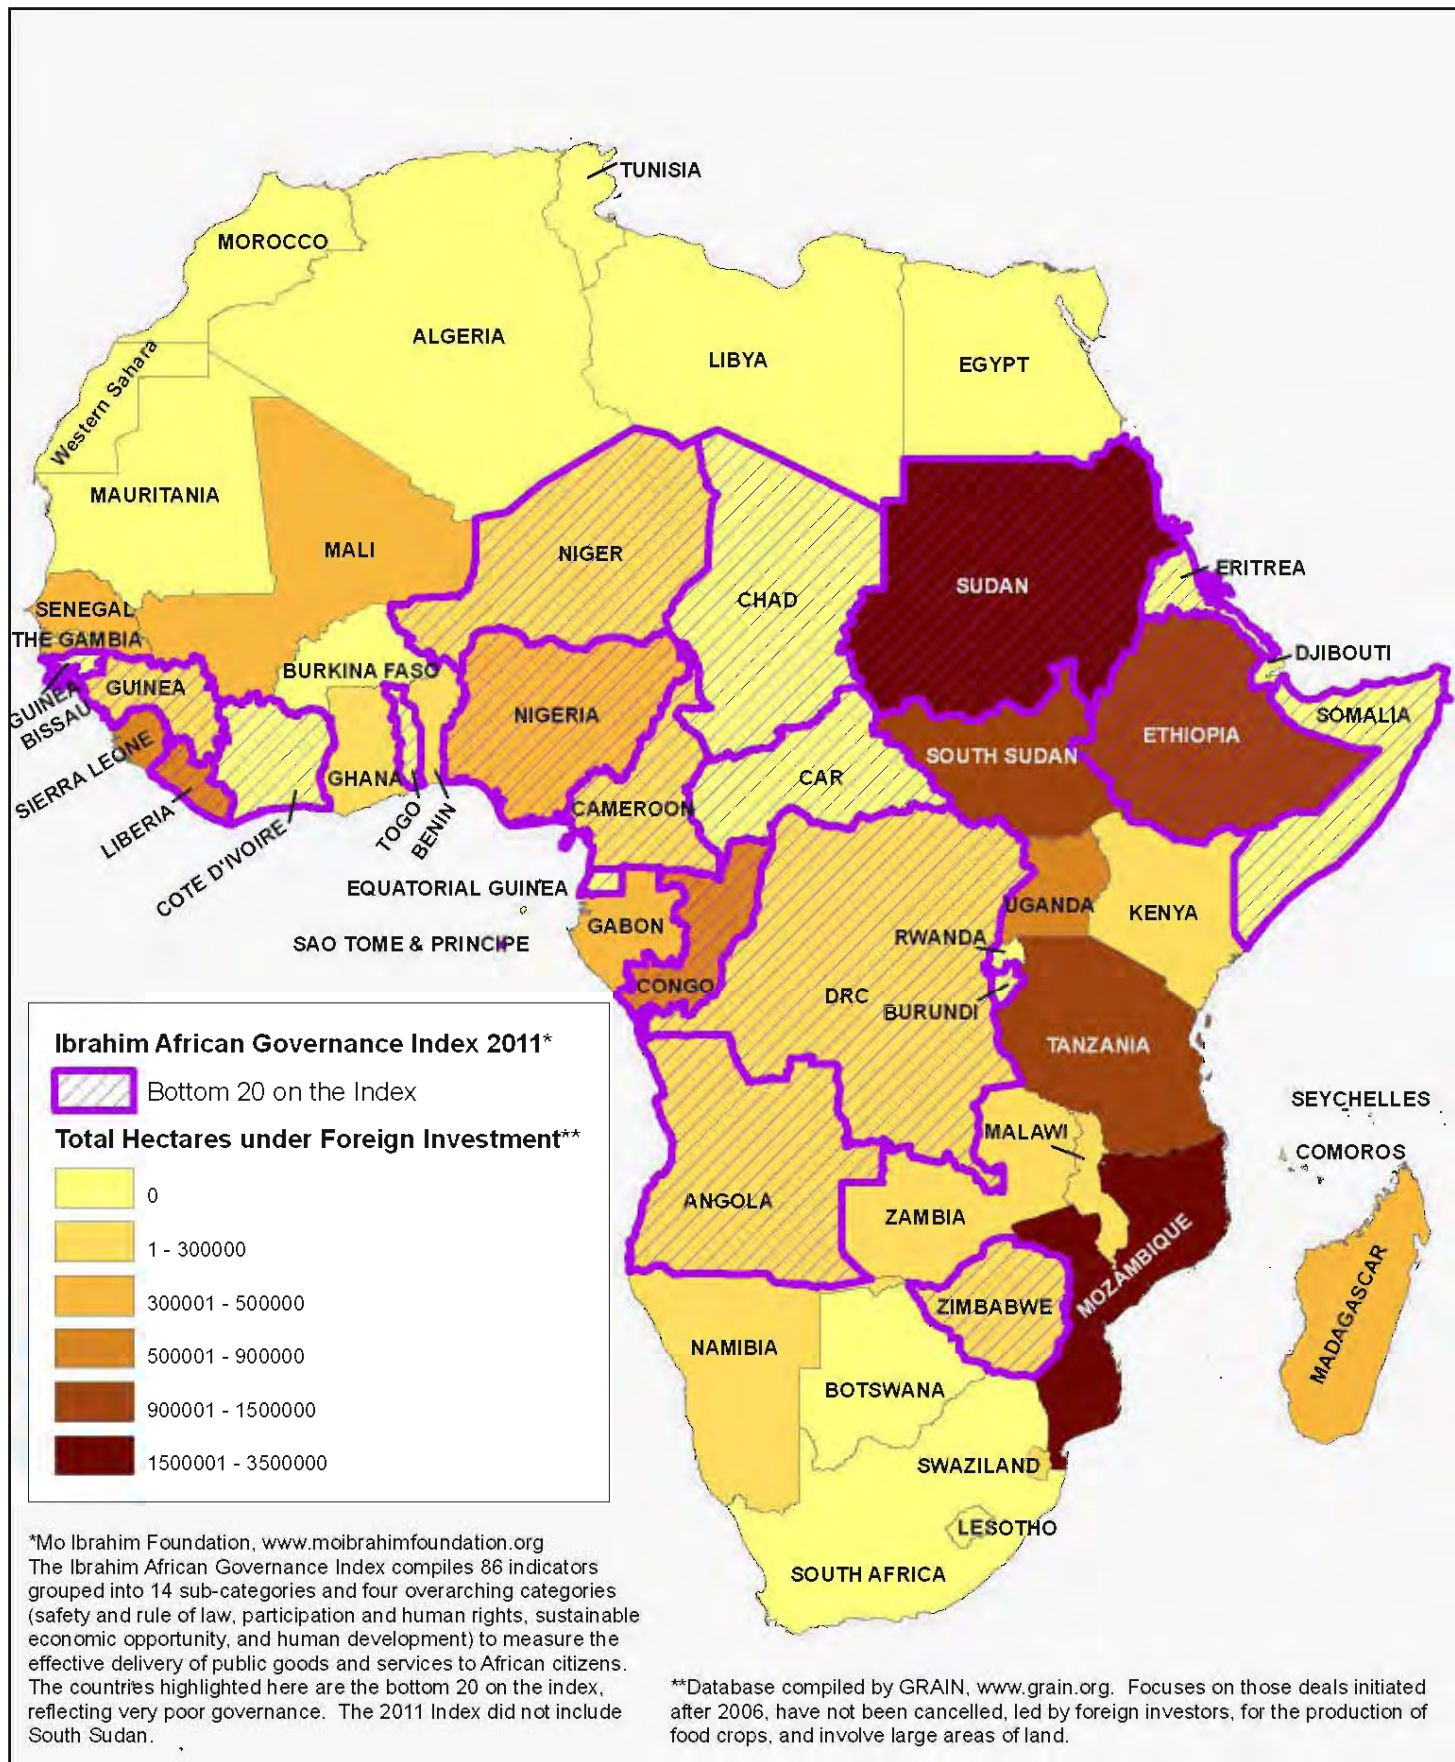 TUNISIA
MOROCCO
ALGERIA
LIBYA
EGYPT
Western Sahara
MAURITANIA
MALI
NIGER
CHAD
SUDAN
ERITREA
SENEGAL
THE GAMBIA
DJIBOUTI
BURKINA FASO
GUINEA
GUINEA
BISSAU
NIGERIA
SOMALIA
ETHIOPIA
SOUTH SUDAN
SIERRA LEONE
GHANA
CAR
LIBERIA
COTE D'IVOIRE
TOGO
BENIN
CAMEROON
EQUATORIAL GUINEA
UGANDA
KENYA
GABON
RWANDA
SAO TOME & PRINCIPE
CONGO
DRC
BURUNDI
TANZANIA
SEYCHELLES
COMOROS
MALAWI
ANGOLA
ZAMBIA
MOZAMBIQUE
MADAGASCAR
ZIMBABWE
NAMIBIA
BOTSWANA
SWAZILAND
LESOTHO
SOUTH AFRICA
Ibrahim African Governance Index 2011*
Bottom 20 on the Index
Total Hectares under Foreign Investment**
0
1 - 300000
300001 - 500000
500001 - 900000
900001 - 1500000
1500001 - 3500000
*Mo Ibrahim Foundation, www.moibrahimfoundation.org
The Ibrahim African Governance Index compiles 86 indicators
grouped into 14 sub-categories and four overarching categories
(safety and rule of law, participation and human rights, sustainable
economic opportunity, and human development) to measure the
effective delivery of public goods and services to African citizens.
The countries highlighted here are the bottom 20 on the index,
reflecting very poor governance. The 2011 Index did not include
South Sudan.
**Database compiled by GRAIN, www.grain.org. Focuses on those deals initiated
after 2006, have not been cancelled, led by foreign investors, for the production of
food crops, and involve large areas of land.